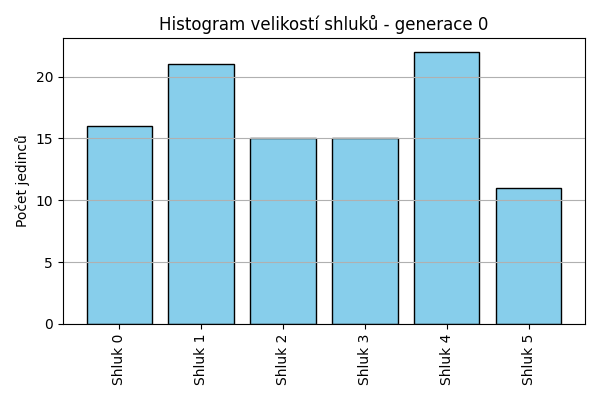 Histogram velikostí shluků - generace 0
Počet jedinců
20
15
10
5
0
Shluk 0
Shluk 1
Shluk 2
Shluk 3
Shluk 4
Shluk 5